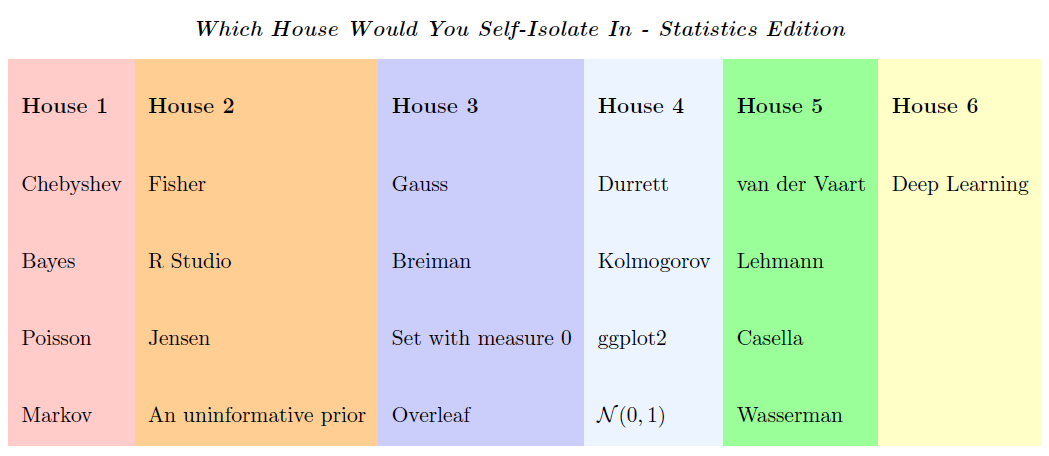 Which House Would You Self-Isolate In - Statistics Edition
House 1 House 2 House 3 House 4 House 5 House 6
Chebyshev Fisher Gauss Durrett van der Vaart Deep Learning
Bayes R Studio Breiman Kolmogorov Lehmann
Poisson Jensen Set with measure 0 ggplot2 Casella
Markov An uninformative prior Overleaf 𝒩(0, 1) Wasserman